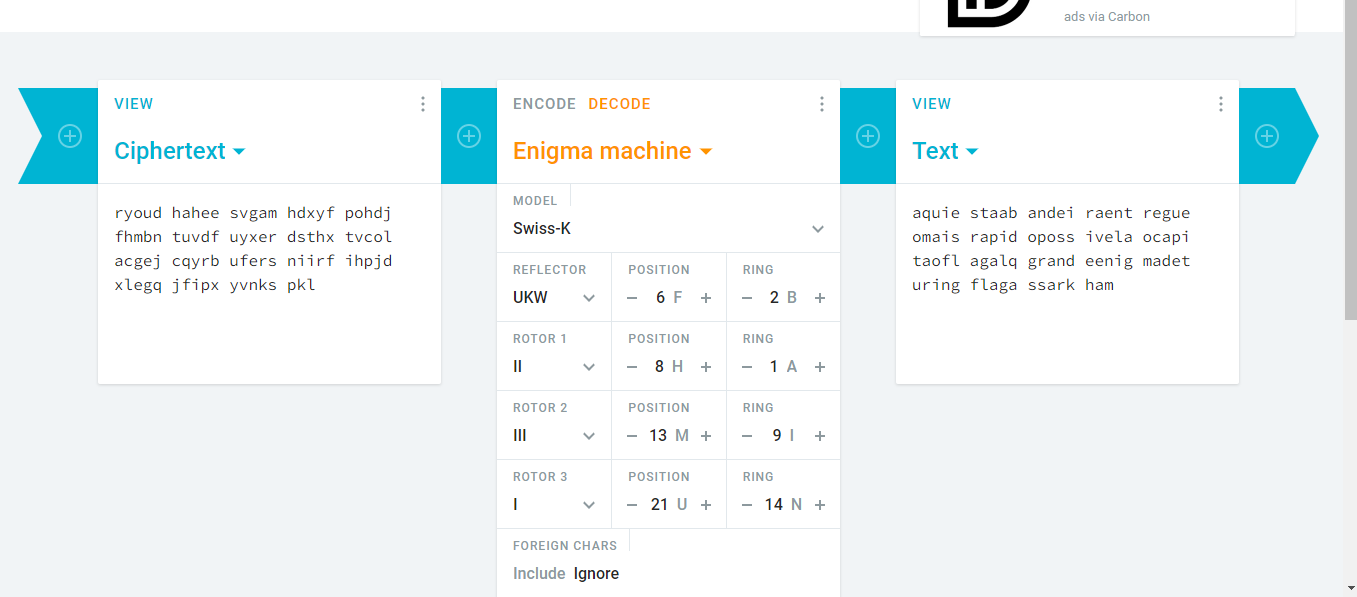 ads via Carbon
VIEW
Ciphertext
ryoud hahee svgam hdxyf pohdj
fhmbn tuvdf uyxer dsthx tvcol
acgej cqyrb ufers niirf ihpjd
xlegq jfipx yvnks pkl
ENCODE DECODE
Enigma machine
MODEL
Swiss-K
REFLECTOR POSITION RING
UKW 6 F 2 B
ROTOR 1 POSITION RING
II 8 H 1 A
ROTOR 2 POSITION RING
III 13 M 9 I
ROTOR 3 POSITION RING
I 21 U 14 N
FOREIGN CHARS
Include Ignore
VIEW
Text
aquie staab andei raent regue
omais rapid oposs ivela ocapi
taofl agalq grand eenig madet
uring flaga ssark ham